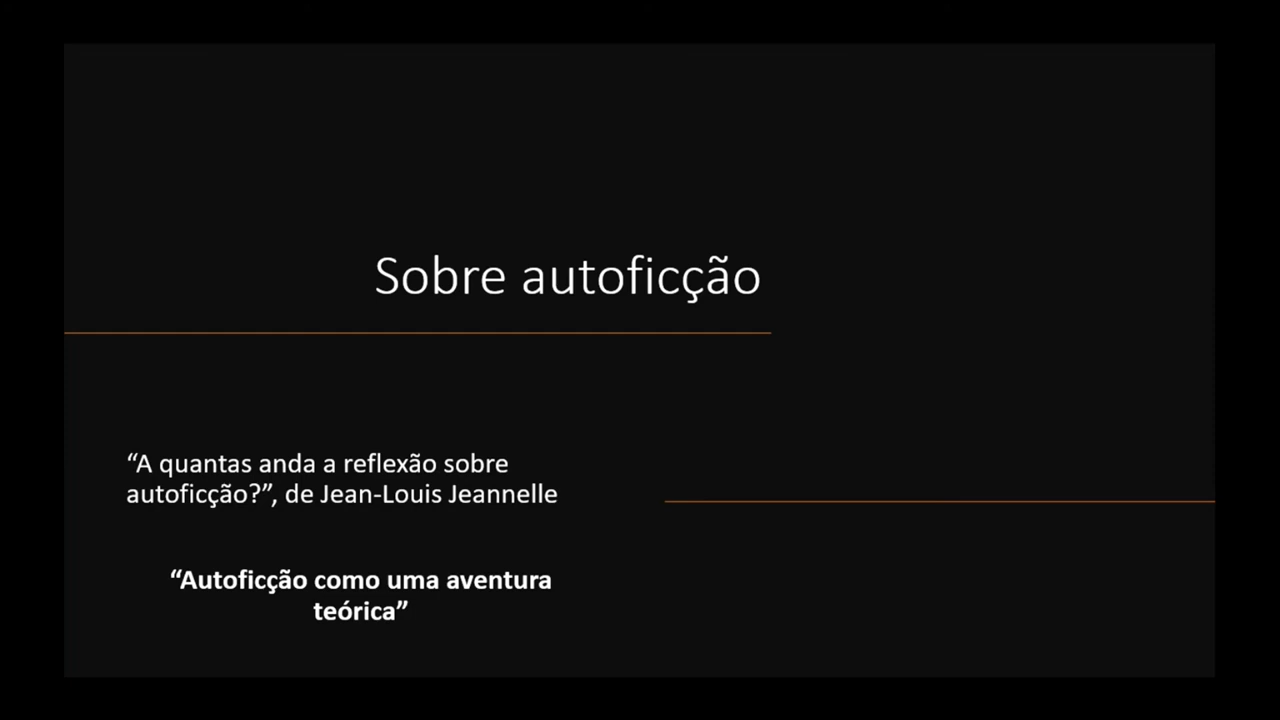 Sobre autoficção
“A quantas anda a reflexão sobre
autoficção?”, de Jean-Louis Jeannelle
“Autoficção como uma aventura
teórica”